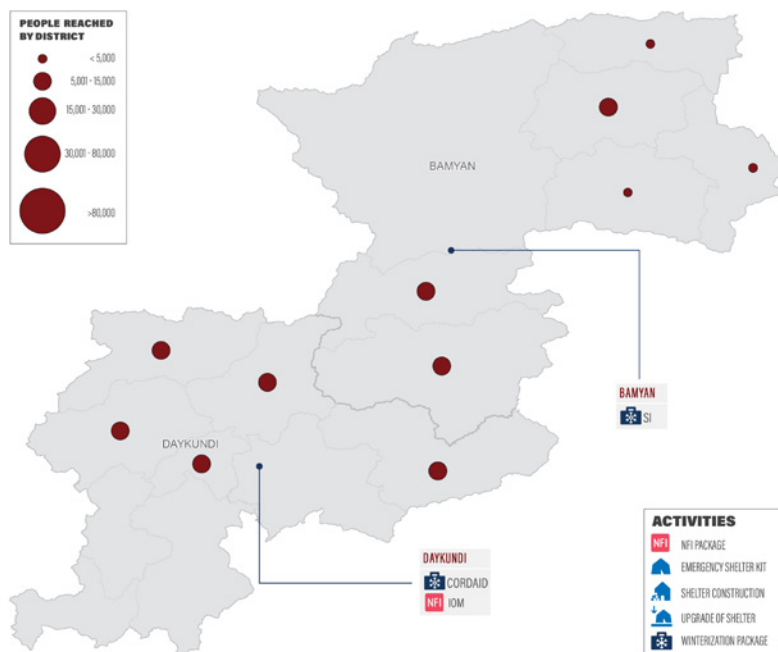 PEOPLE REACHED
BY DISTRICT
< 5,000
5,001 - 15,000
15,001 - 30,000
30,001 - 80,000
>80,000
BAMYAN
BAMYAN
SI
DAYKUNDI
DAYKUNDI
CORDAID
NFI IOM
ACTIVITIES
NFI NFI PACKAGE
EMERGENCY SHELTER KIT
SHELTER CONSTRUCTION
UPGRADE OF SHELTER
WINTERIZATION PACKAGE